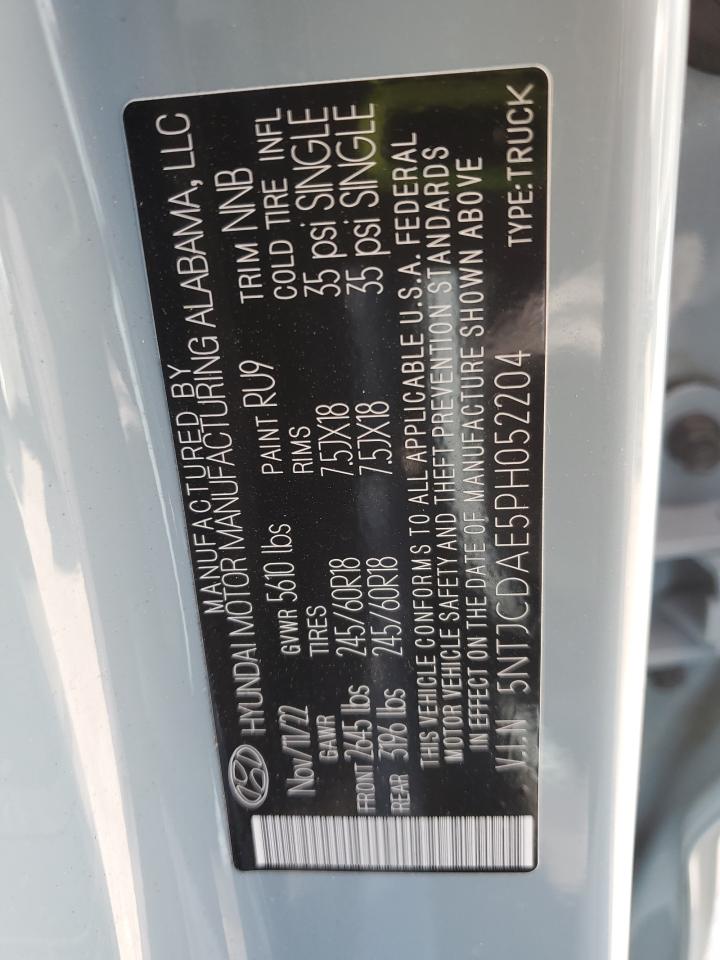 MANUFACTURED BY
HYUNDAI MOTOR MANUFACTURING ALABAMA, LLC
Nov/11/22 GVWR 5610 lbs PAINT RU9 TRIM NNB
GAWR TIRES RIMS COLD TIRE INFL
FRONT 2645 lbs 245/60R18 7.5JX18 35 psi SINGLE
REAR 3196 lbs 245/60R18 7.5JX18 35 psi SINGLE
THIS VEHICLE CONFORMS TO ALL APPLICABLE U.S.A. FEDERAL
MOTOR VEHICLE SAFETY AND THEFT PREVENTION STANDARDS
IN EFFECT ON THE DATE OF MANUFACTURE SHOWN ABOVE
VIN 5NTJCDAE5PH052204 TYPE: TRUCK